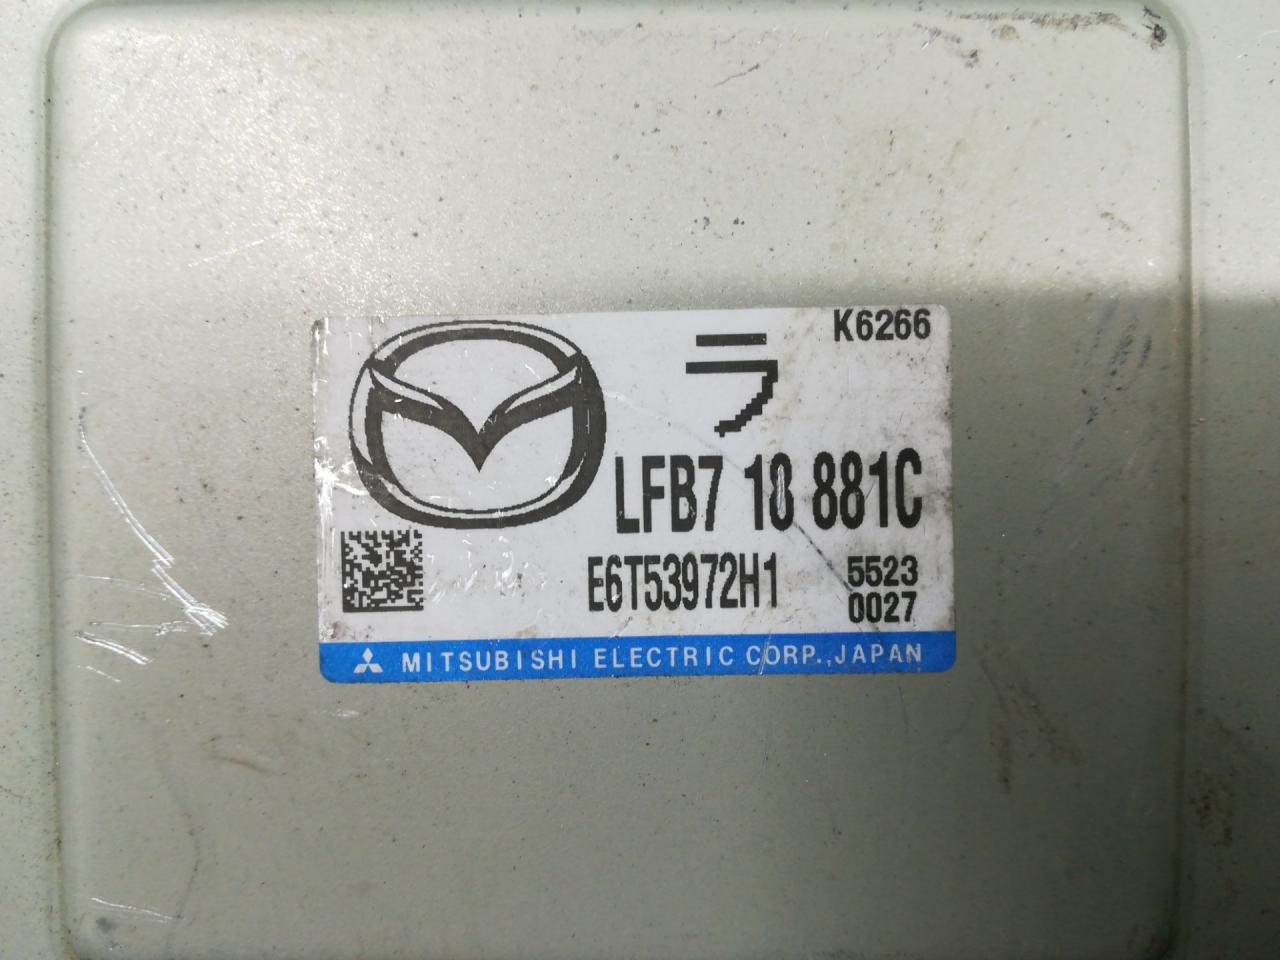 K6266
ラ
LFB7 18 881C
E6T53972H1 5523
0027
MITSUBISHI ELECTRIC CORP.,JAPAN